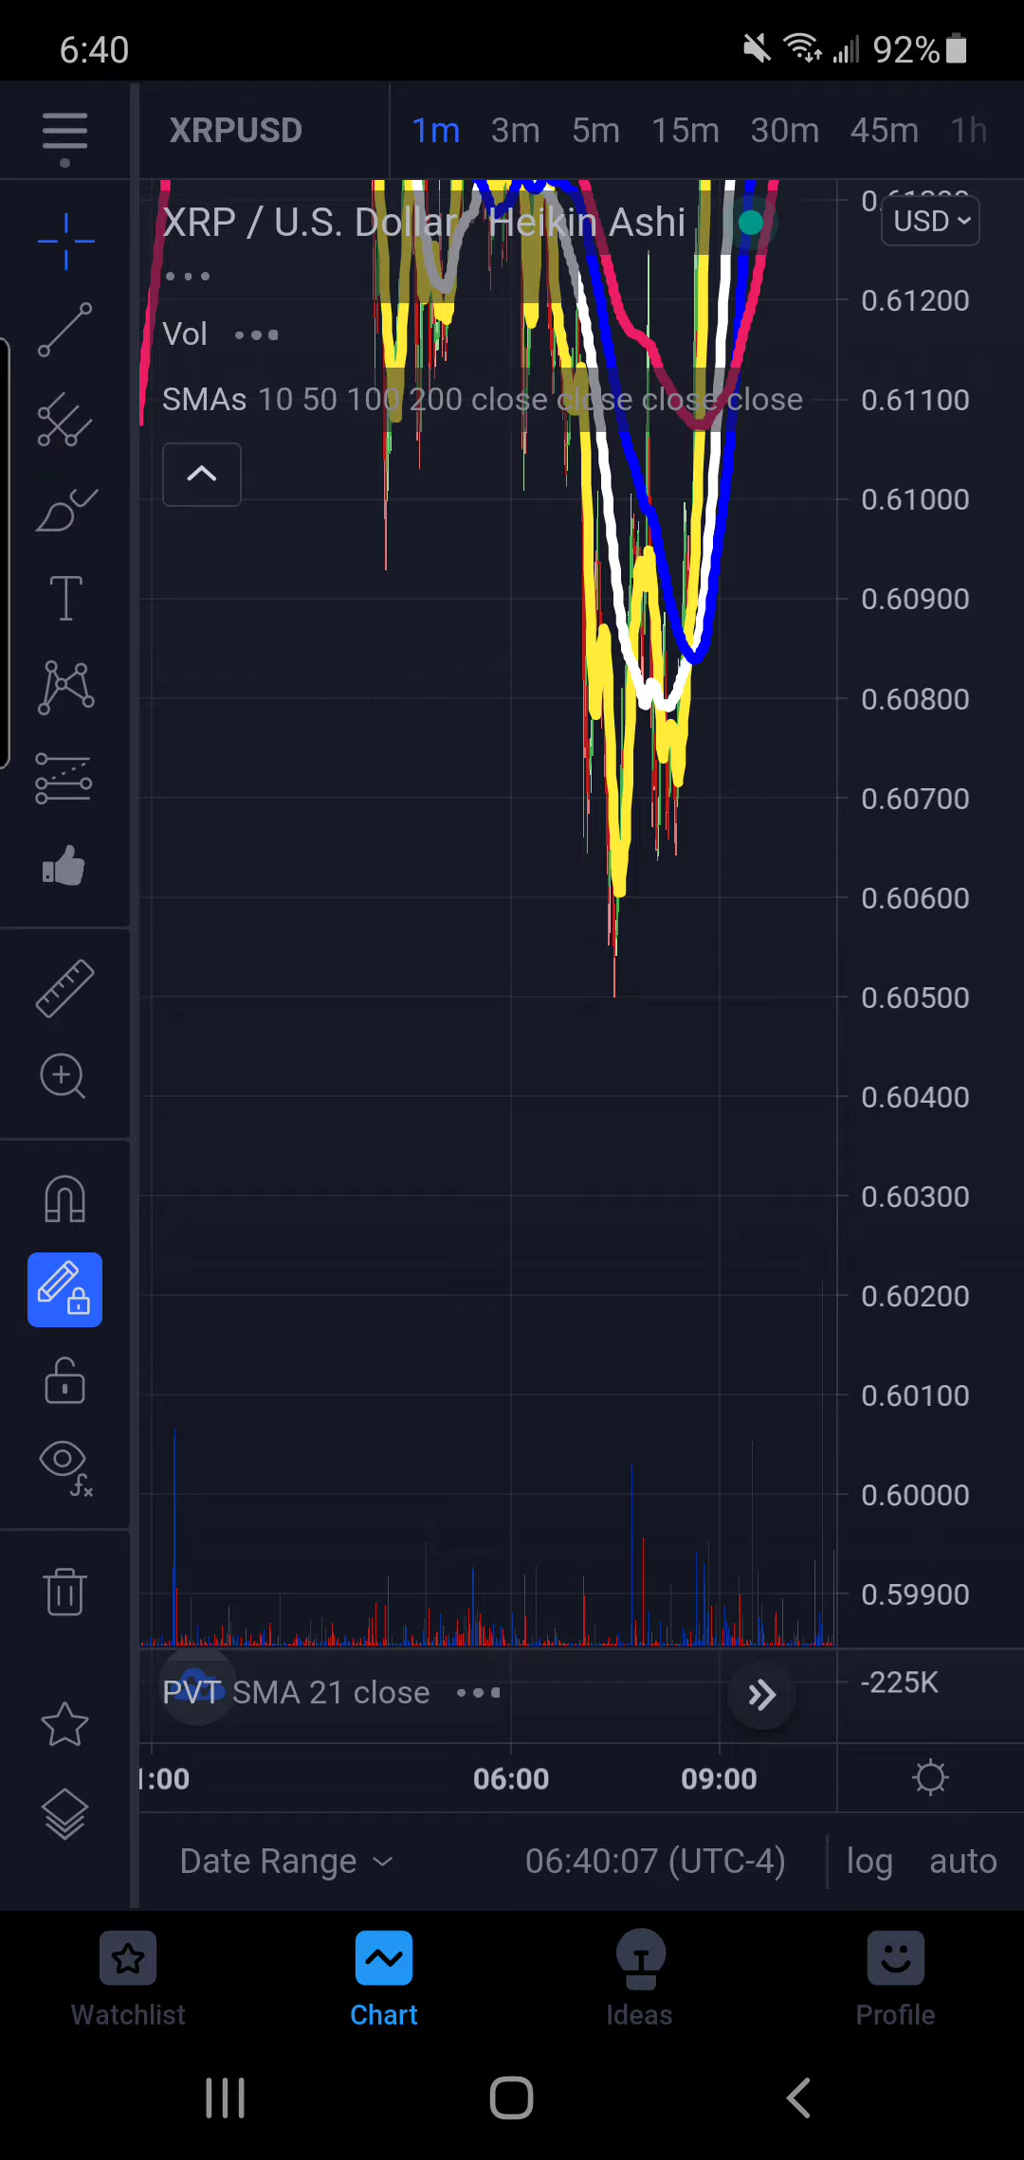 6:40 92%
XRPUSD 1m 3m 5m 15m 30m 45m 1h
XRP / U.S. Dollar Heikin Ashi USD
Vol
SMAs 10 50 100 200 close close close close
0.61200
0.61100
0.61000
0.60900
0.60800
0.60700
0.60600
0.60500
0.60400
0.60300
0.60200
0.60100
0.60000
0.59900
PVT SMA 21 close -225K
:00 06:00 09:00
Date Range 06:40:07 (UTC-4) log auto
Watchlist Chart Ideas Profile